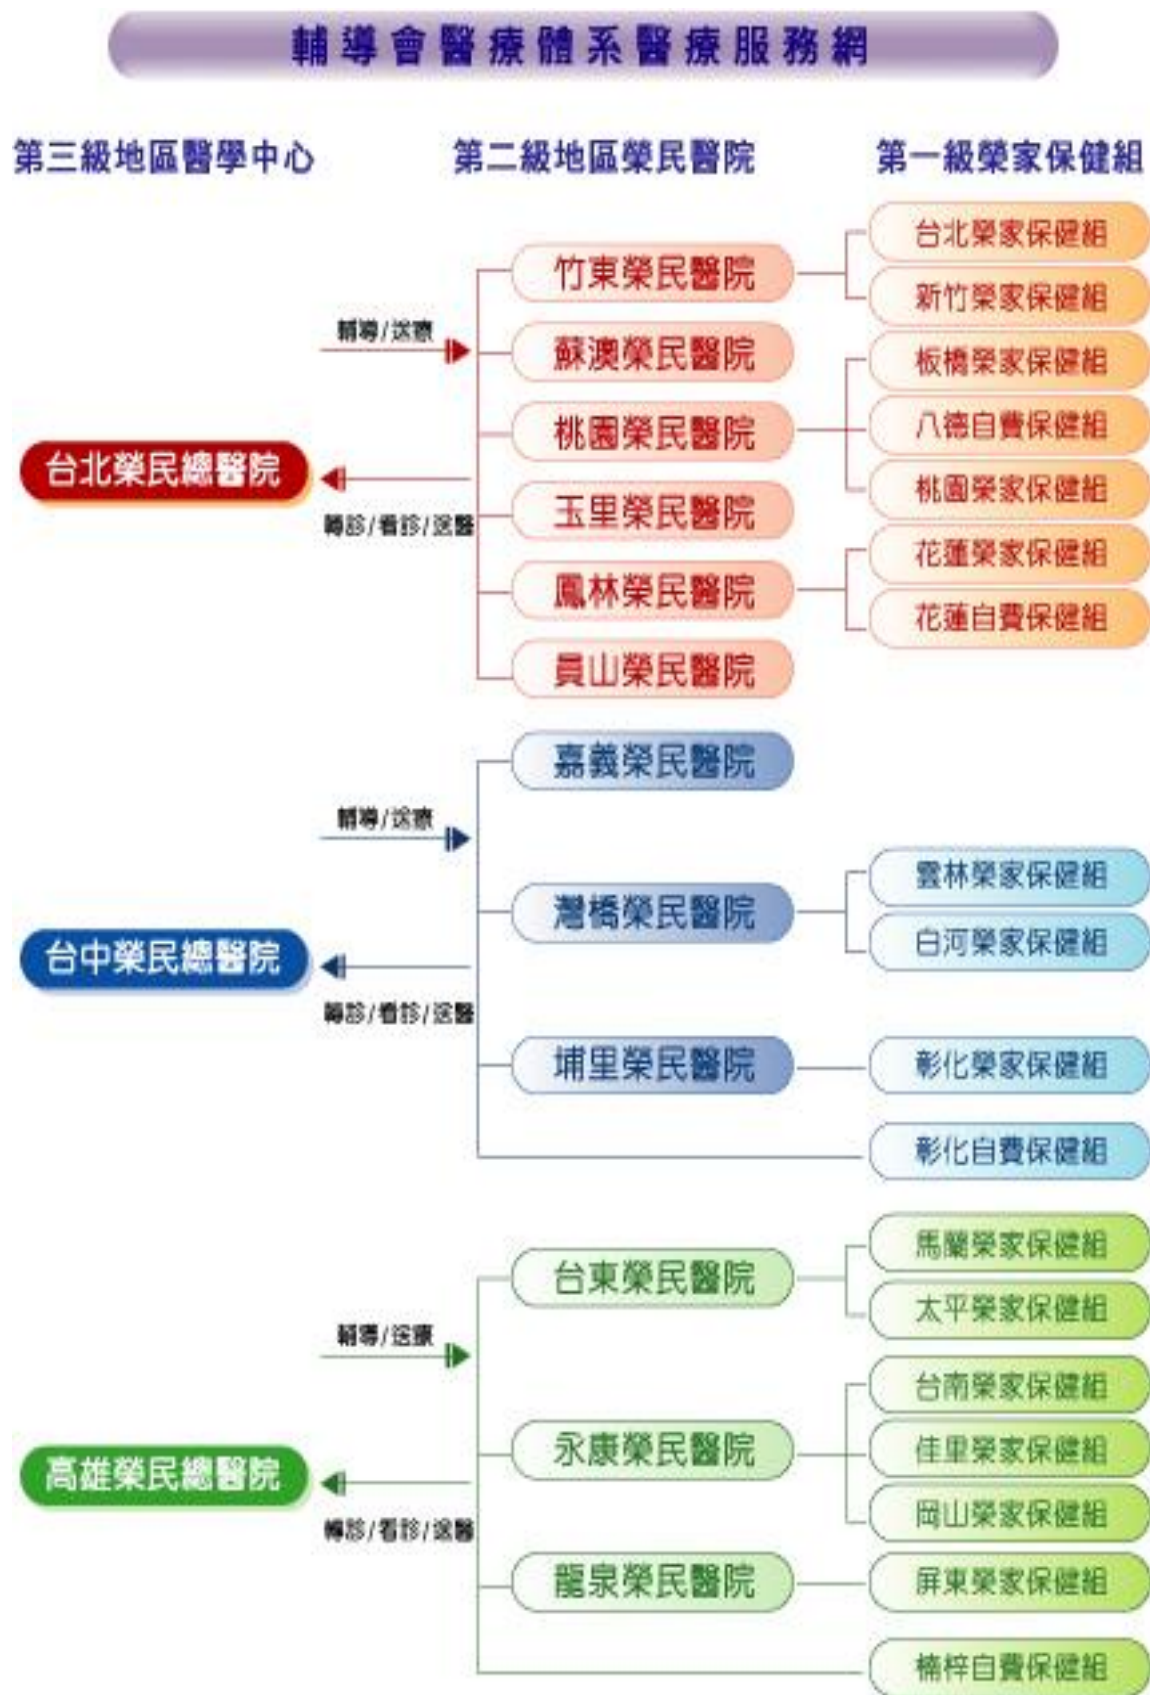 輔導會醫療體系醫療服務網
第三級地區醫學中心
第二級地區榮民醫院
第一級榮家保健組
台北榮民總醫院
輔導/送療
轉診/看診/送醫
竹東榮民醫院
台北榮家保健組
新竹榮家保健組
蘇澳榮民醫院
桃園榮民醫院
板橋榮家保健組
八德自費保健組
桃園榮家保健組
玉里榮民醫院
鳳林榮民醫院
花蓮榮家保健組
花蓮自費保健組
員山榮民醫院
台中榮民總醫院
輔導/送療
轉診/看診/送醫
嘉義榮民醫院
灣橋榮民醫院
雲林榮家保健組
白河榮家保健組
埔里榮民醫院
彰化榮家保健組
彰化自費保健組
高雄榮民總醫院
輔導/送療
轉診/看診/送醫
台東榮民醫院
馬蘭榮家保健組
太平榮家保健組
永康榮民醫院
台南榮家保健組
佳里榮家保健組
岡山榮家保健組
龍泉榮民醫院
屏東榮家保健組
楠梓自費保健組